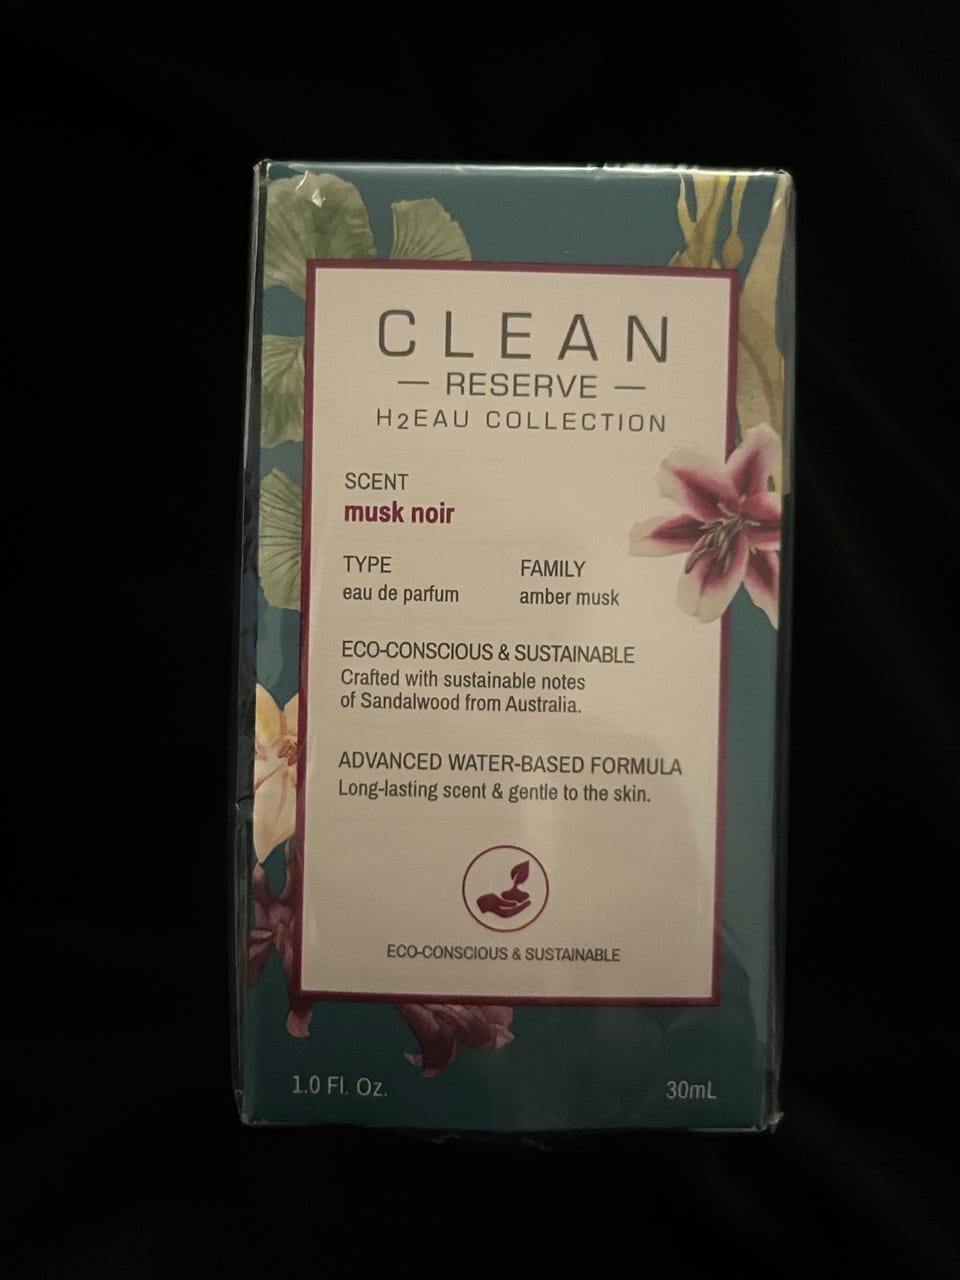 CLEAN
— RESERVE —
H2EAU COLLECTION
SCENT
musk noir
TYPE
eau de parfum
FAMILY
amber musk
ECO-CONSCIOUS & SUSTAINABLE
Crafted with sustainable notes
of Sandalwood from Australia.
ADVANCED WATER-BASED FORMULA
Long-lasting scent & gentle to the skin.
ECO-CONSCIOUS & SUSTAINABLE
1.0 Fl. Oz.
30mL